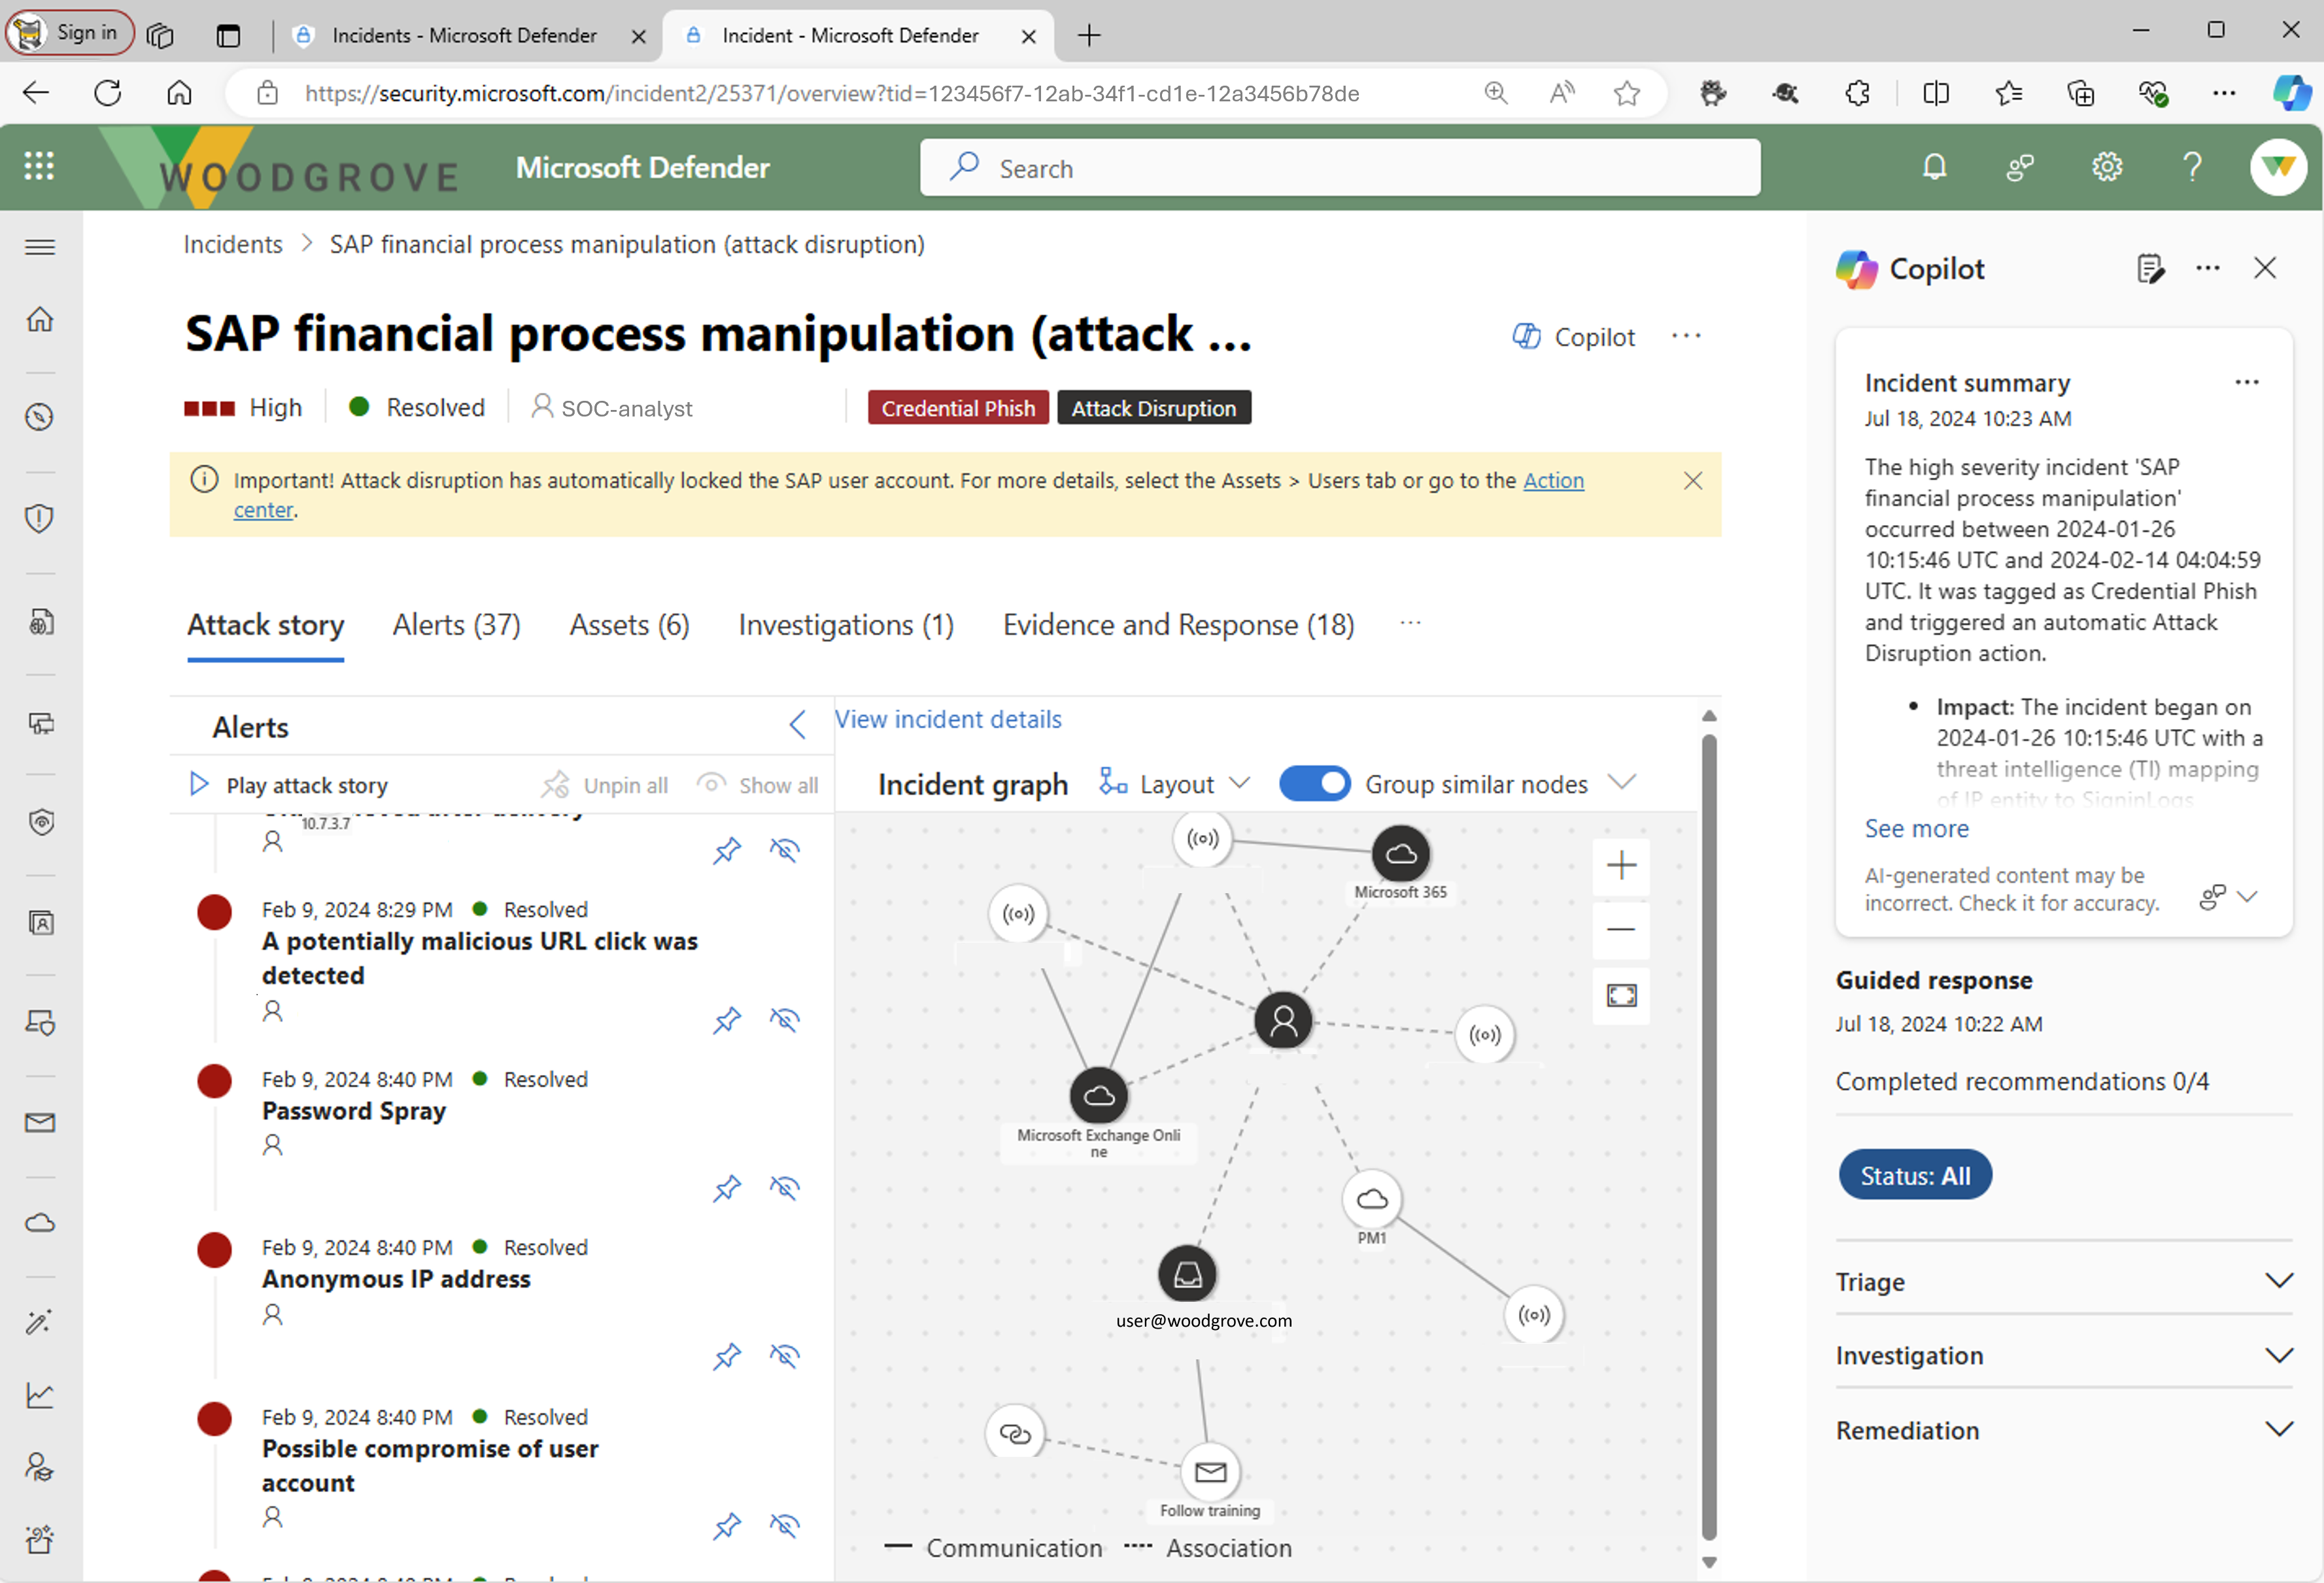 Sign in
Incidents - Microsoft Defender
Incident - Microsoft Defender
https://security.microsoft.com/incident2/25371/overview?tid=123456f7-12ab-34f1-cd1e-12a3456b78de
WOODGROVE
Microsoft Defender
Search
Incidents > SAP financial process manipulation (attack disruption)
SAP financial process manipulation (attack ...
Copilot
High
Resolved
SOC-analyst
Credential Phish
Attack Disruption
Important! Attack disruption has automatically locked the SAP user account. For more details, select the Assets > Users tab or go to the Action
center.
Attack story
Alerts (37)
Assets (6)
Investigations (1)
Evidence and Response (18)
Alerts
Play attack story
Unpin all
Show all
10.7.3.7
Feb 9, 2024 8:29 PM Resolved
A potentially malicious URL click was
detected
Feb 9, 2024 8:40 PM Resolved
Password Spray
Feb 9, 2024 8:40 PM Resolved
Anonymous IP address
Feb 9, 2024 8:40 PM Resolved
Possible compromise of user
account
View incident details
Incident graph
Layout
Group similar nodes
Microsoft 365
Microsoft Exchange Onli
ne
PM1
user@woodgrove.com
Follow training
Communication
Association
Copilot
Incident summary
Jul 18, 2024 10:23 AM
The high severity incident 'SAP
financial process manipulation'
occurred between 2024-01-26
10:15:46 UTC and 2024-02-14 04:04:59
UTC. It was tagged as Credential Phish
and triggered an automatic Attack
Disruption action.
• Impact: The incident began on
2024-01-26 10:15:46 UTC with a
threat intelligence (TI) mapping
of IP entity to SigninLogs
See more
AI-generated content may be
incorrect. Check it for accuracy.
Guided response
Jul 18, 2024 10:22 AM
Completed recommendations 0/4
Status: All
Triage
Investigation
Remediation